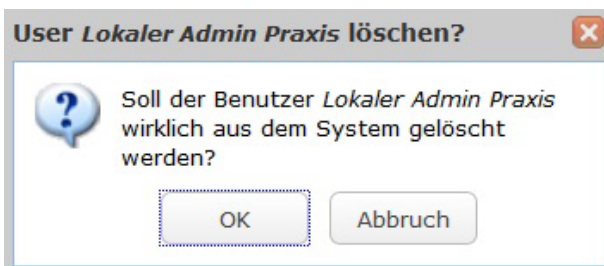 User Lokaler Admin Praxis löschen?
Soll der Benutzer Lokaler Admin Praxis
wirklich aus dem System gelöscht
werden?
OK
Abbruch